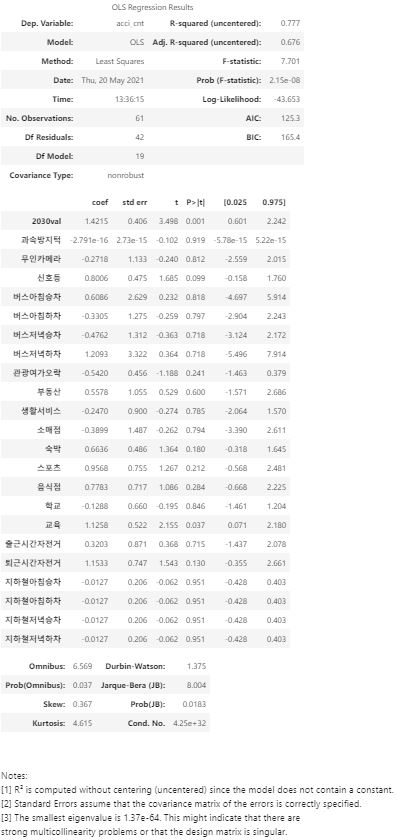 OLS Regression Results
Dep. Variable: acci_cnt R-squared (uncentered): 0.777
Model: OLS Adj. R-squared (uncentered): 0.676
Method: Least Squares F-statistic: 7.701
Date: Thu, 20 May 2021 Prob (F-statistic): 2.15e-08
Time: 13:36:15 Log-Likelihood: -43.653
No. Observations: 61 AIC: 125.3
Df Residuals: 42 BIC: 165.4
Df Model: 19
Covariance Type: nonrobust
coef std err t P>|t| [0.025 0.975]
2030val 1.4215 0.406 3.498 0.001 0.601 2.242
과속방지턱 -2.791e-16 2.73e-15 -0.102 0.919 -5.78e-15 5.22e-15
무인카메라 -0.2718 1.133 -0.240 0.812 -2.559 2.015
신호등 0.8006 0.475 1.685 0.099 -0.158 1.760
버스아침승차 0.6086 2.629 0.232 0.818 -4.697 5.914
버스아침하차 -0.3305 1.275 -0.259 0.797 -2.904 2.243
버스저녁승차 -0.4762 1.312 -0.363 0.718 -3.124 2.172
버스저녁하차 1.2093 3.322 0.364 0.718 -5.496 7.914
관광여가오락 -0.5420 0.456 -1.188 0.241 -1.463 0.379
부동산 0.5578 1.055 0.529 0.600 -1.571 2.686
생활서비스 -0.2470 0.900 -0.274 0.785 -2.064 1.570
소매점 -0.3899 1.487 -0.262 0.794 -3.390 2.611
숙박 0.6636 0.486 1.364 0.180 -0.318 1.645
스포츠 0.9568 0.755 1.267 0.212 -0.568 2.481
음식점 0.7783 0.717 1.086 0.284 -0.668 2.225
학교 -0.1288 0.660 -0.195 0.846 -1.461 1.204
교육 1.1258 0.522 2.155 0.037 0.071 2.180
출근시간자전거 0.3203 0.871 0.368 0.715 -1.437 2.078
퇴근시간자전거 1.1533 0.747 1.543 0.130 -0.355 2.661
지하철아침승차 -0.0127 0.206 -0.062 0.951 -0.428 0.403
지하철아침하차 -0.0127 0.206 -0.062 0.951 -0.428 0.403
지하철저녁승차 -0.0127 0.206 -0.062 0.951 -0.428 0.403
지하철저녁하차 -0.0127 0.206 -0.062 0.951 -0.428 0.403
Omnibus: 6.569 Durbin-Watson: 1.375
Prob(Omnibus): 0.037 Jarque-Bera (JB): 8.004
Skew: 0.367 Prob(JB): 0.0183
Kurtosis: 4.615 Cond. No. 4.25e+32
Notes:
[1] R² is computed without centering (uncentered) since the model does not contain a constant.
[2] Standard Errors assume that the covariance matrix of the errors is correctly specified.
[3] The smallest eigenvalue is 1.37e-64. This might indicate that there are
strong multicollinearity problems or that the design matrix is singular.